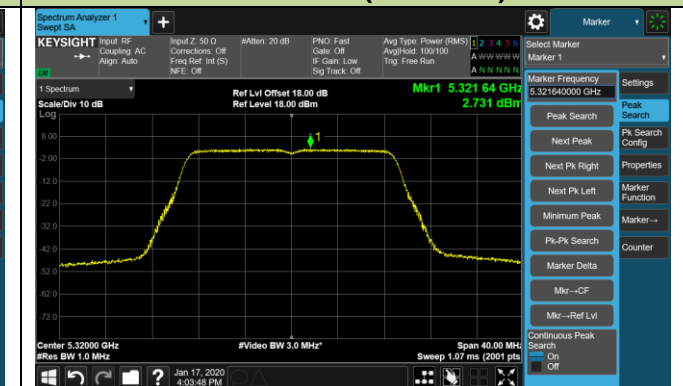 Spectrum Analyzer 1
Swept SA
Marker
KEYSIGHT
Input: RF
Coupling: AC
Align: Auto
Input Z: 50 Ω
Corrections: Off
Freq Ref: Int (S)
NFE: Off
#Atten: 20 dB
PNO: Fast
Gate: Off
IF Gain: Low
Sig Track: Off
Avg Type: Power (RMS)
Avg|Hold: 100/100
Trig: Free Run
1 2 3 4 5 6
A W W W W W
A N N N N N
LV
Select Marker
Marker 1
1 Spectrum
Scale/Div 10 dB
Log
Ref Lvl Offset 18.00 dB
Ref Level 18.00 dBm
Mkr1 5.321 64 GHz
2.731 dBm
8.00
-2.00
-12.0
-22.0
-32.0
-42.0
-52.0
-62.0
-72.0
1
Center 5.32000 GHz
#Res BW 1.0 MHz
#Video BW 3.0 MHz*
Span 40.00 MHz
Sweep 1.07 ms (2001 pts
Marker Frequency
5.321640000 GHz
Peak Search
Next Peak
Next Pk Right
Next Pk Left
Minimum Peak
Pk-Pk Search
Marker Delta
Mkr→CF
Mkr→Ref Lvl
Continuous Peak
Search
On
Off
Settings
Peak
Search
Pk Search
Config
Properties
Marker
Function
Marker→
Counter
?
Jan 17, 2020
4:03:48 PM